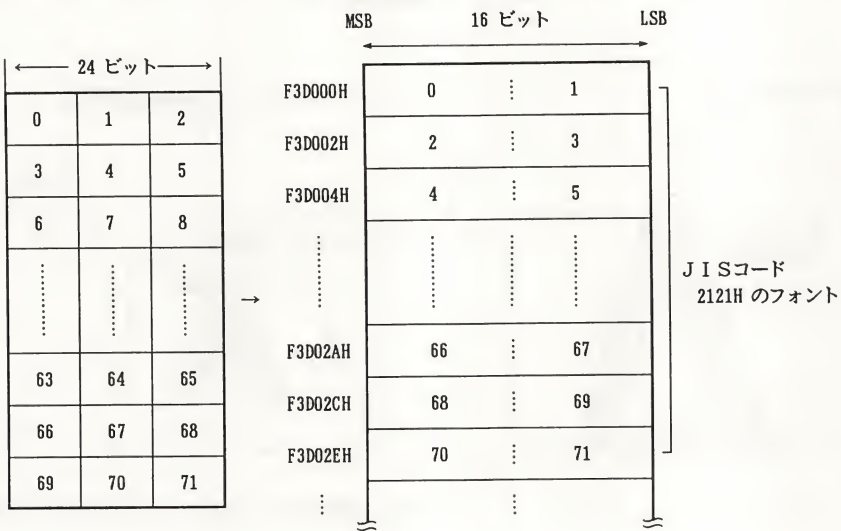 MSB 16 ビット LSB
24 ビット
F3D000H 0 1
0 1 2
F3D002H 2 3
3 4 5
F3D004H 4 5
6 7 8
→
JISコード
2121H のフォント
F3D02AH 66 67
63 64 65
F3D02CH 68 69
66 67 68
F3D02EH 70 71
69 70 71